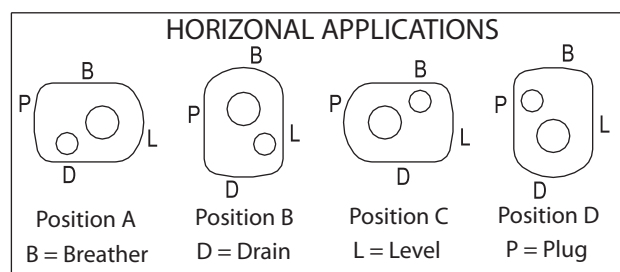 HORIZONAL APPLICATIONS
B B B B
P L D
P L D
P L D
P L D
Position A Position B Position C Position D
B = Breather D = Drain L = Level P = Plug